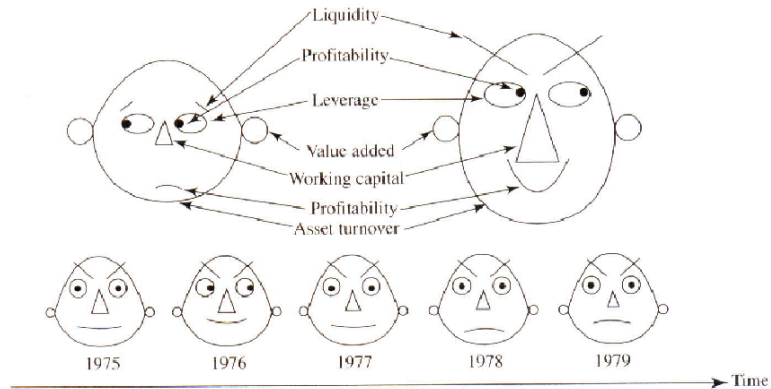 Liquidity
Profitability
Leverage
Value added
Working capital
Profitability
Asset turnover
1975 1976 1977 1978 1979
Time